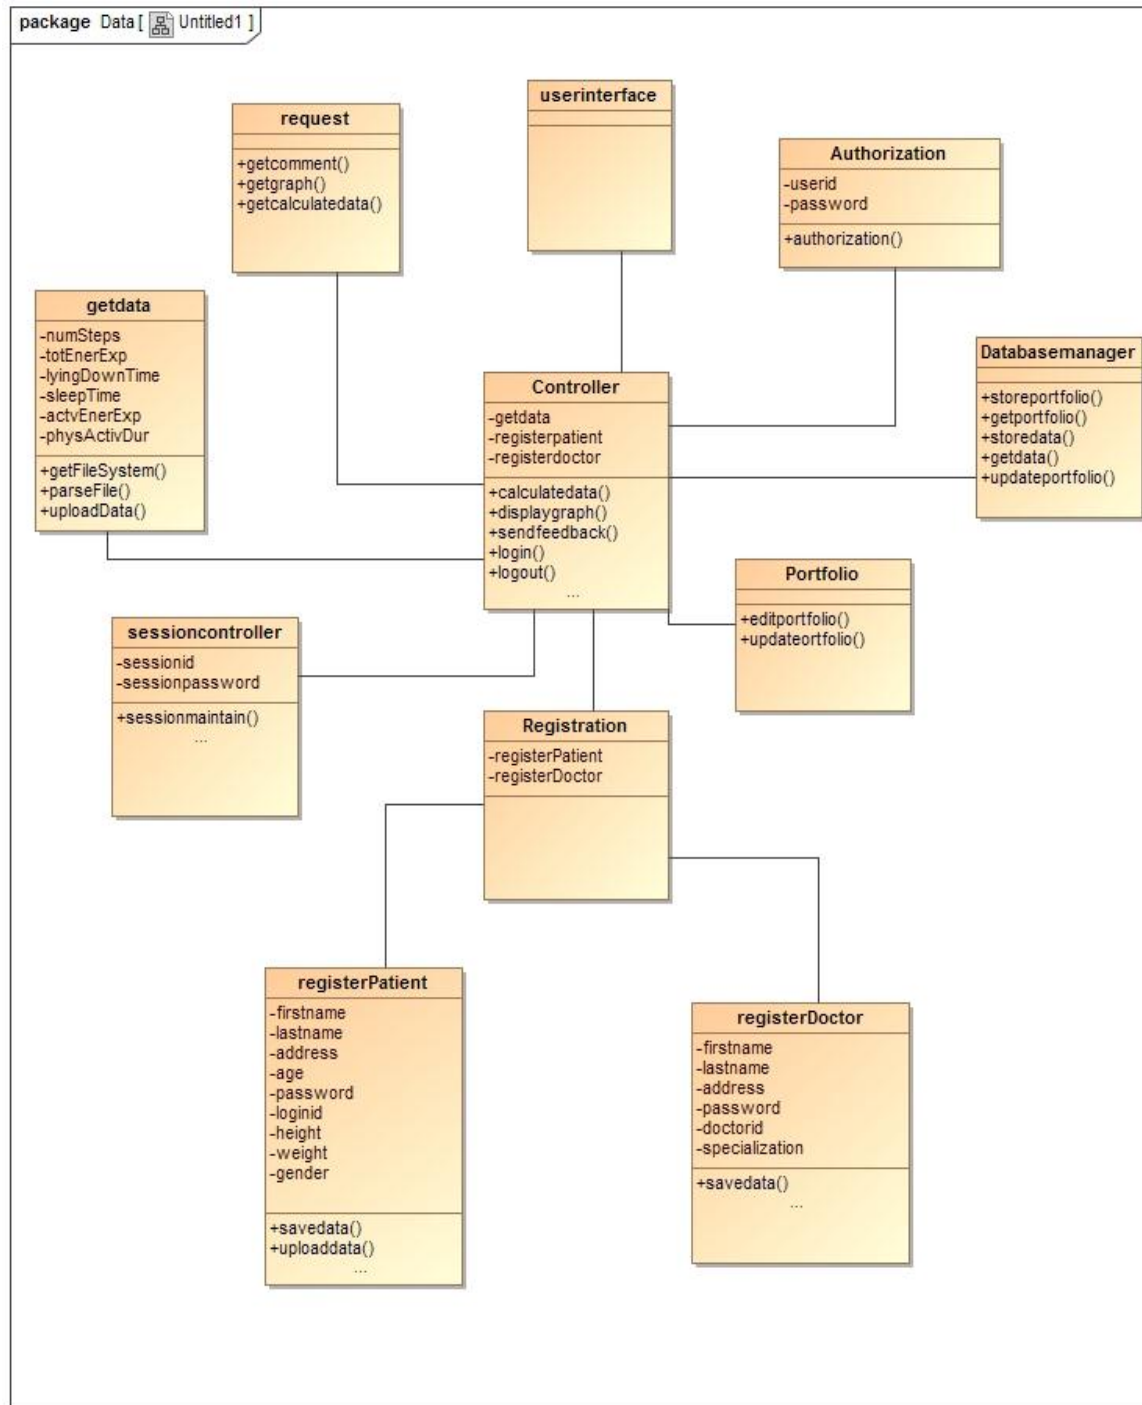 package Data [ Untitled1 ]
userinterface
request
+getcomment()
+getgraph()
+getcalculatedata()
Authorization
-userid
-password
+authorization()
getdata
-numSteps
-totEnerExp
-lyingDownTime
-sleepTime
-actvEnerExp
-physActivDur
+getFileSystem()
+parseFile()
+uploadData()
Databasemanager
+storeportfolio()
+getportfolio()
+storedata()
+getdata()
+updateportfolio()
Controller
-getdata
-registerpatient
-registerdoctor
+calculatedata()
+displaygraph()
+sendfeedback()
+login()
+logout()
...
Portfolio
+editportfolio()
+updateortfolio()
sessioncontroller
-sessionid
-sessionpassword
+sessionmaintain()
...
Registration
-registerPatient
-registerDoctor
registerPatient
-firstname
-lastname
-address
-age
-password
-loginid
-height
-weight
-gender
+savedata()
+uploaddata()
...
registerDoctor
-firstname
-lastname
-address
-password
-doctorid
-specialization
+savedata()
...